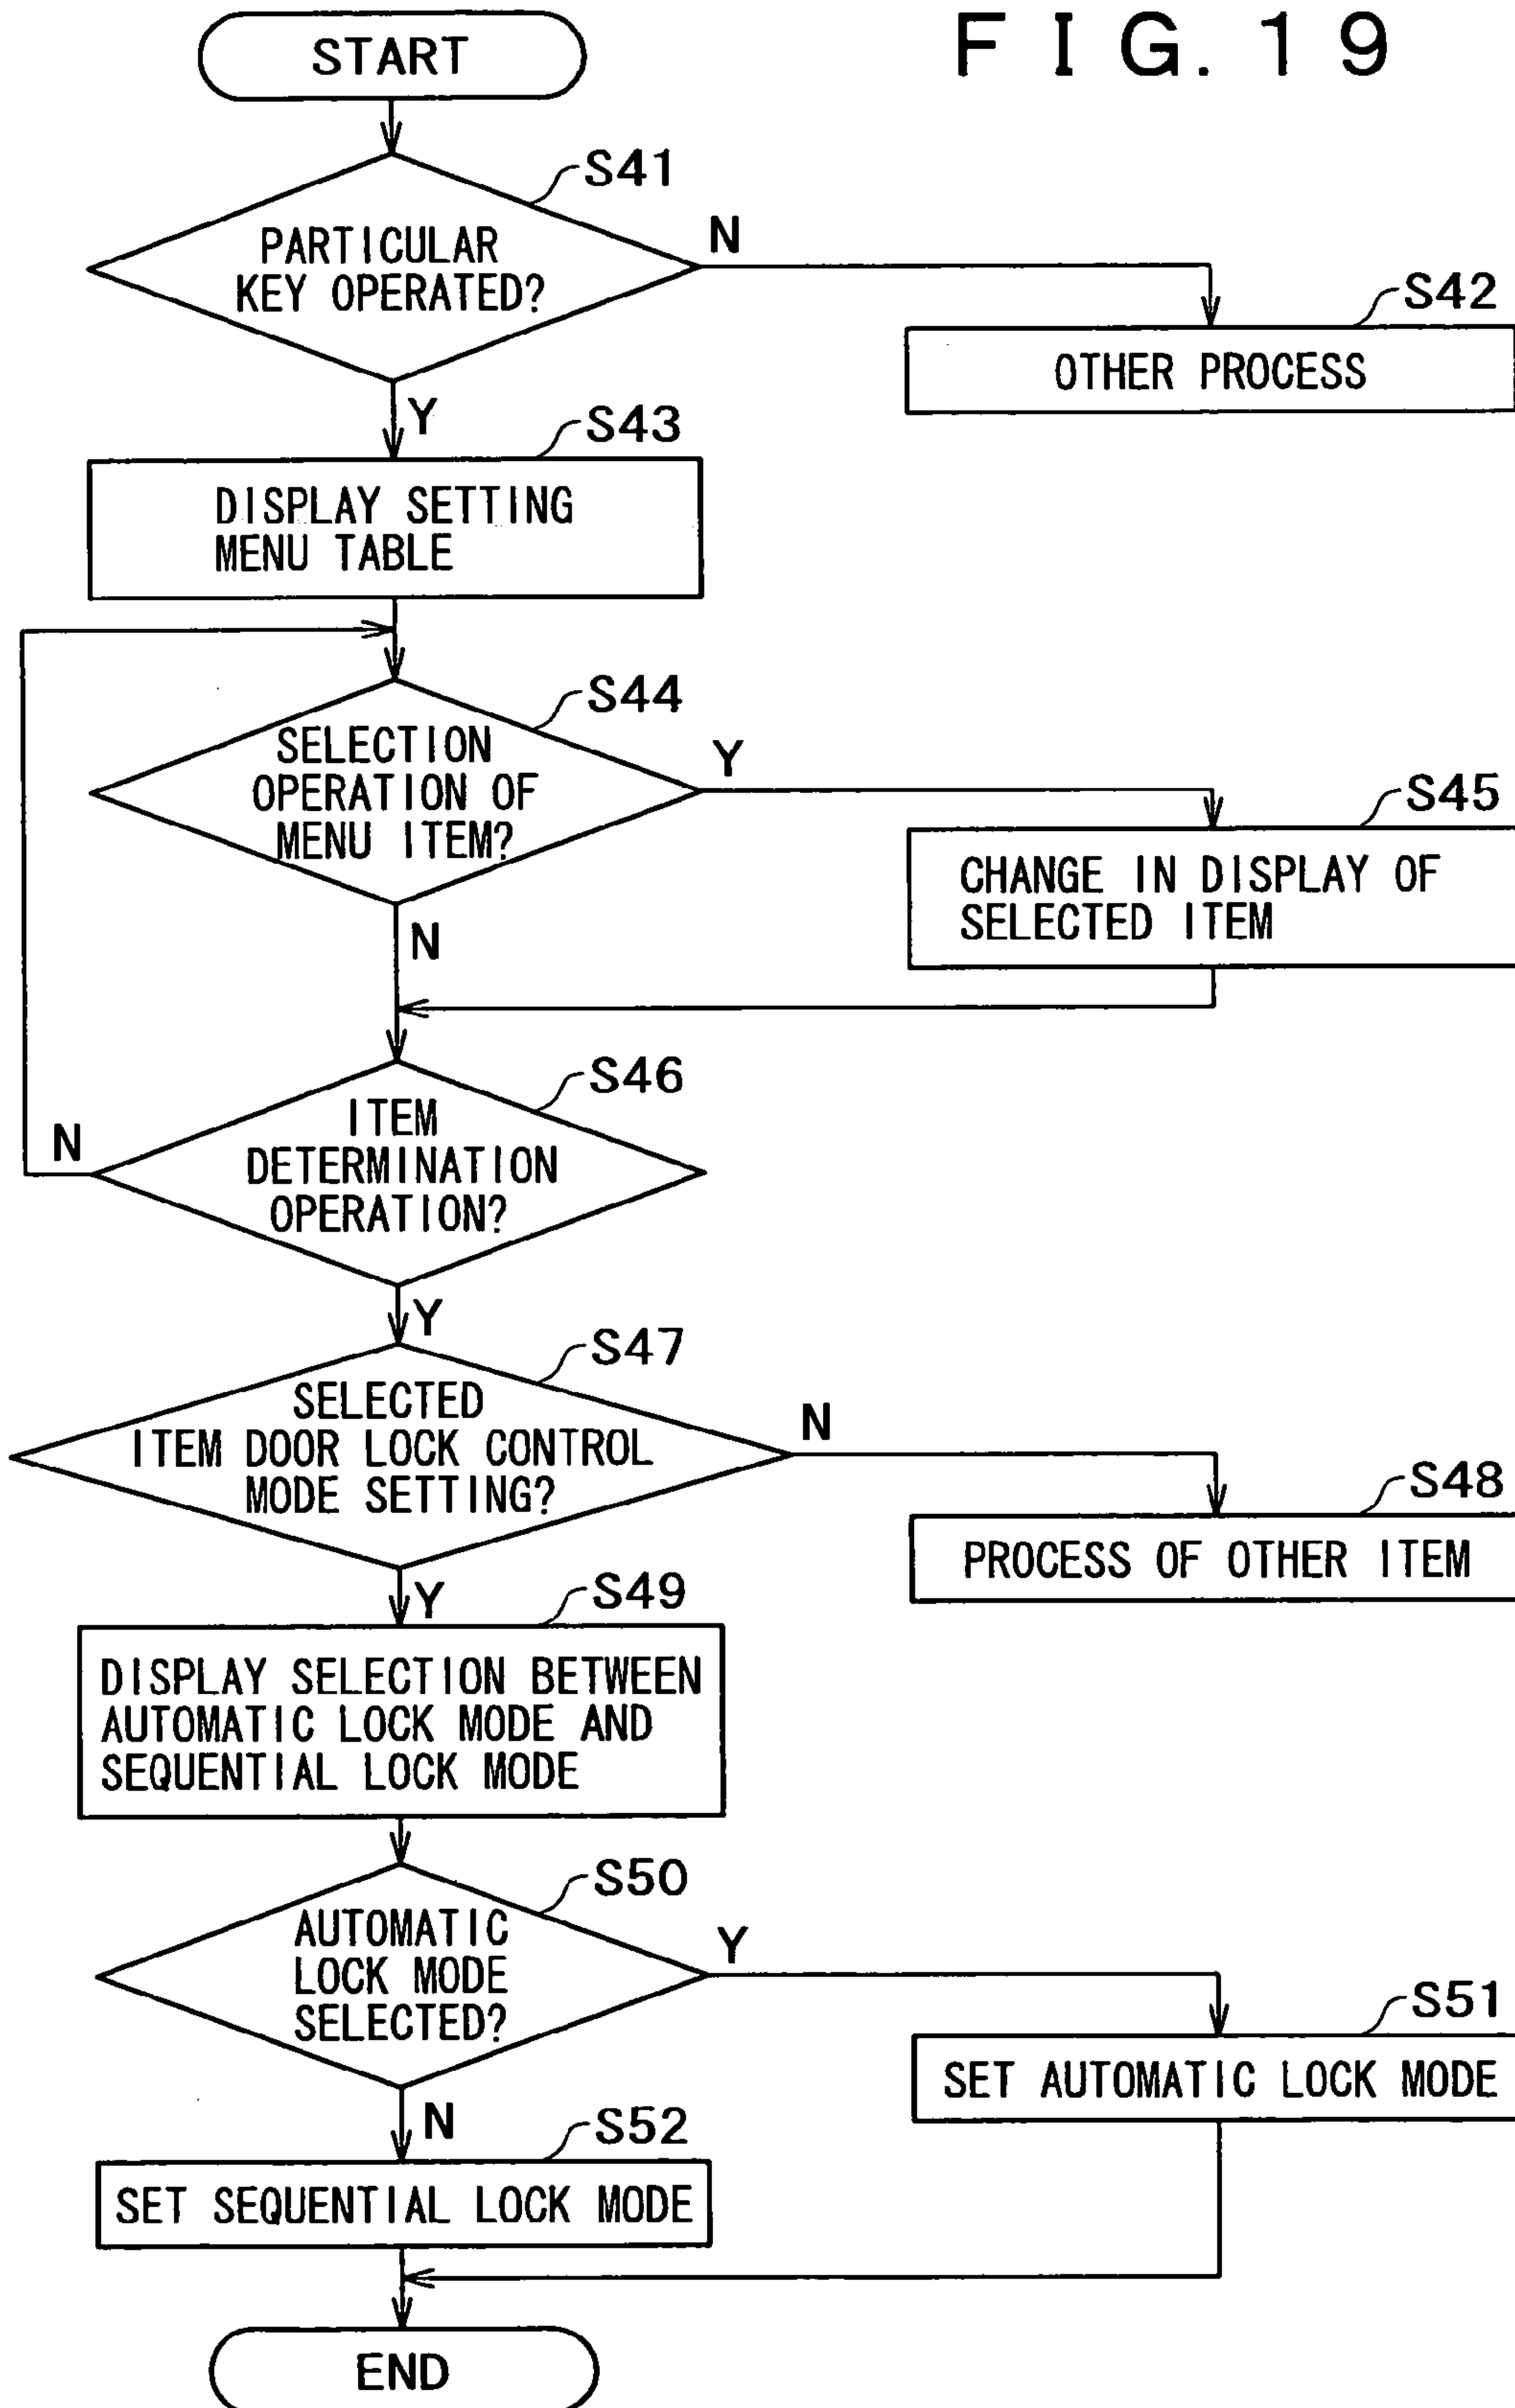 FIG. 19
START
S41
PARTICULAR
KEY OPERATED?
N
S42
OTHER PROCESS
Y
S43
DISPLAY SETTING
MENU TABLE
S44
SELECTION
OPERATION OF
MENU ITEM?
Y
S45
CHANGE IN DISPLAY OF
SELECTED ITEM
N
S46
ITEM
DETERMINATION
OPERATION?
N
Y
S47
SELECTED
ITEM DOOR LOCK CONTROL
MODE SETTING?
N
S48
PROCESS OF OTHER ITEM
Y
S49
DISPLAY SELECTION BETWEEN
AUTOMATIC LOCK MODE AND
SEQUENTIAL LOCK MODE
S50
AUTOMATIC
LOCK MODE
SELECTED?
Y
S51
SET AUTOMATIC LOCK MODE
N
S52
SET SEQUENTIAL LOCK MODE
END